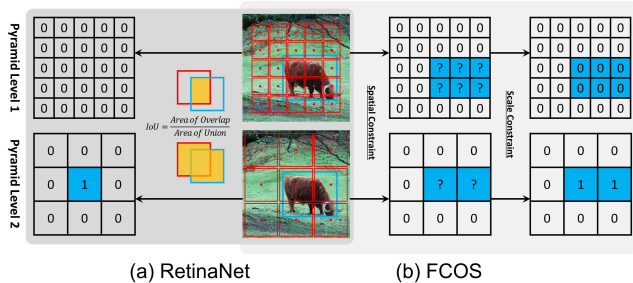 Pyramid Level 1
0 0 0 0 0
0 0 0 0 0
0 0 0 0 0
0 0 0 0 0
0 0 0 0 0
IoU = Area of Overlap / Area of Union
Spatial Constraint
0 0 0 0 0
0 0 0 0 0
0 0 ? ? ?
0 0 ? ? ?
0 0 0 0 0
Scale Constraint
0 0 0 0 0
0 0 0 0 0
0 0 0 0 0
0 0 0 0 0
0 0 0 0 0
Pyramid Level 2
0 0 0
0 1 0
0 0 0
0 0 0
0 ? ?
0 0 0
0 0 0
0 1 1
0 0 0
(a) RetinaNet
(b) FCOS